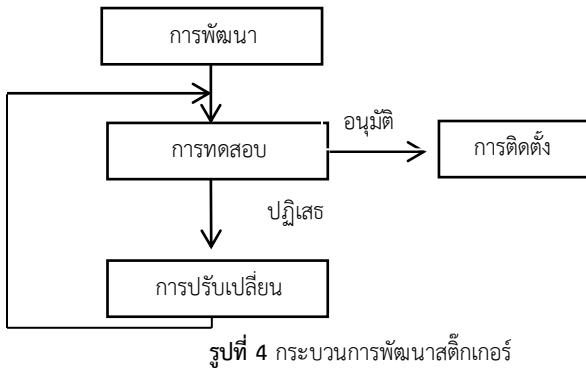 การพัฒนา
อนุมัติ
การทดสอบ
การติดตั้ง
ปฏิเสธ
การปรับเปลี่ยน
รูปที่ 4 กระบวนการพัฒนาสติ๊กเกอร์